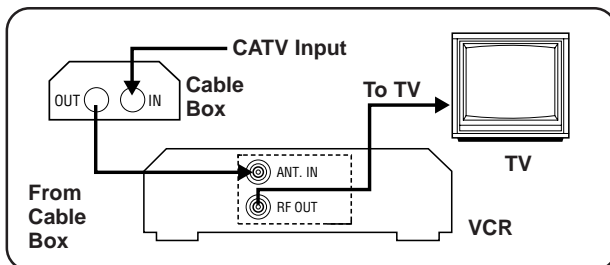 CATV Input
Cable
Box
OUT
IN
To TV
TV
ANT. IN
RF OUT
From
Cable
Box
VCR